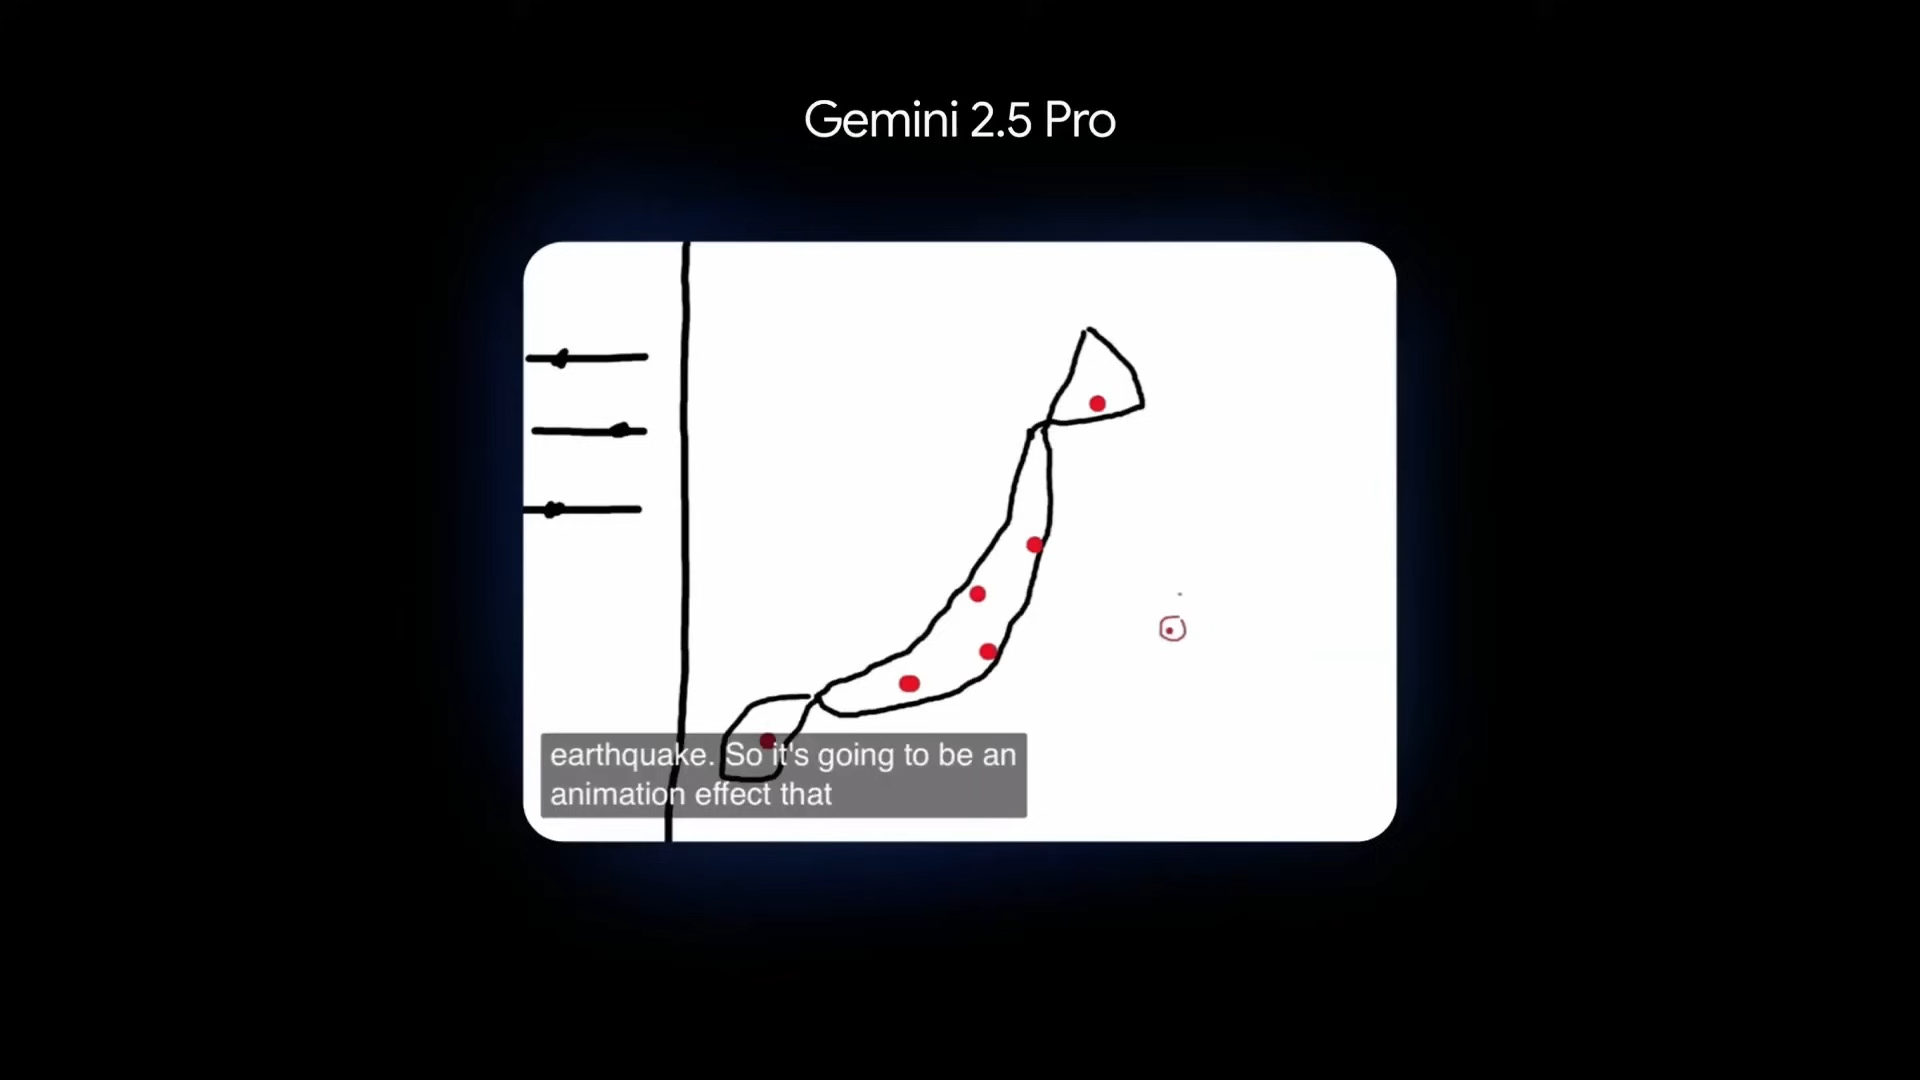 Gemini 2.5 Pro
earthquake. So it's going to be an
animation effect that